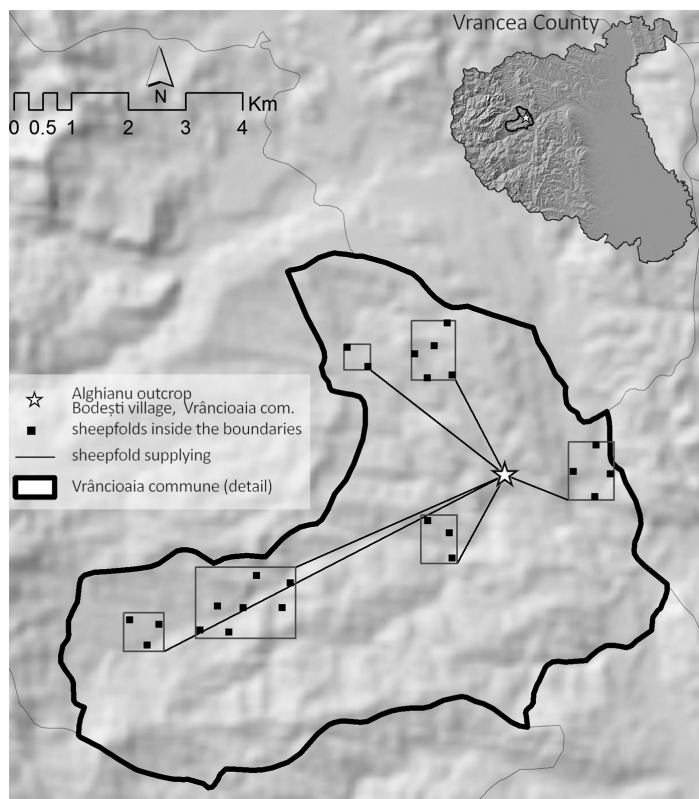 Vrancea County
N
Km
0 0.5 1 2 3 4
Alghianu outcrop
Bodești village, Vrâncioaia com.
sheepfolds inside the boundaries
sheepfold supplying
Vrâncioaia commune (detail)